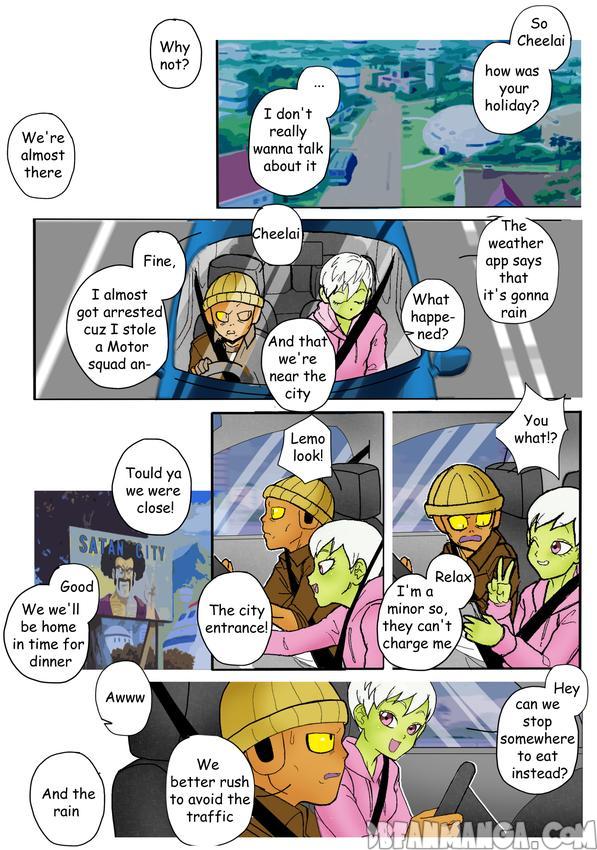 So
Cheelai
how was
your
holiday?
...
I don't
really
wanna talk
about it
Why
not?
We're
almost
there
The
weather
app says
that
it's gonna
rain
And that
we're
near the
city
Cheelai
What
happe-
ned?
Fine,
I almost
got arrested
cuz I stole
a Motor
squad an-
You
what!?
Relax
I'm a
minor so,
they can't
charge me
Lemo
look!
The city
entrance!
Tould ya
we were
close!
SATAN CITY
Good
We we'll
be home
in time for
dinner
Hey
can we
stop
somewhere
to eat
instead?
We
better rush
to avoid the
traffic
Awww
And the
rain
DBFANMANGA.COM